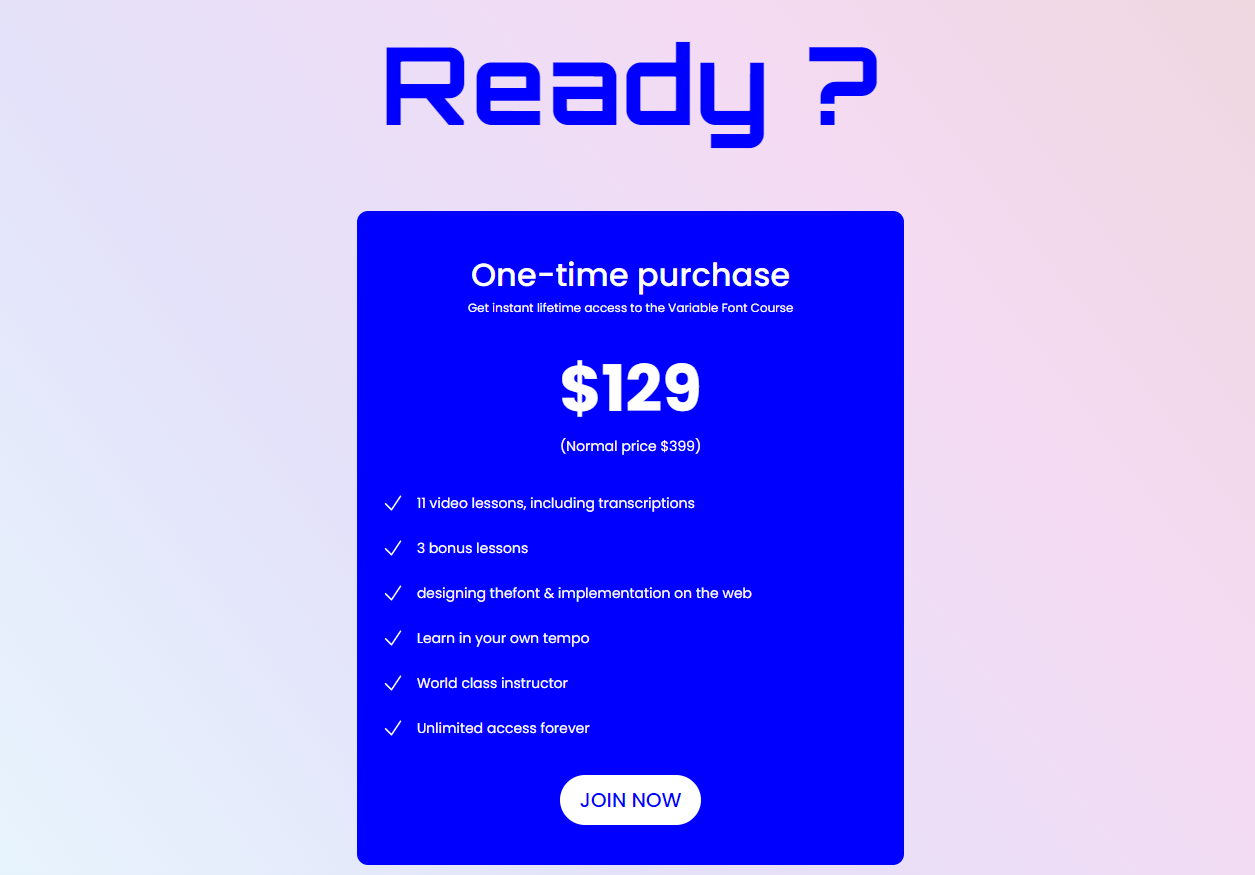 Ready ?
One-time purchase
Get instant lifetime access to the Variable Font Course
$129
(Normal price $399)
11 video lessons, including transcriptions
3 bonus lessons
designing thefont & implementation on the web
Learn in your own tempo
World class instructor
Unlimited access forever
JOIN NOW